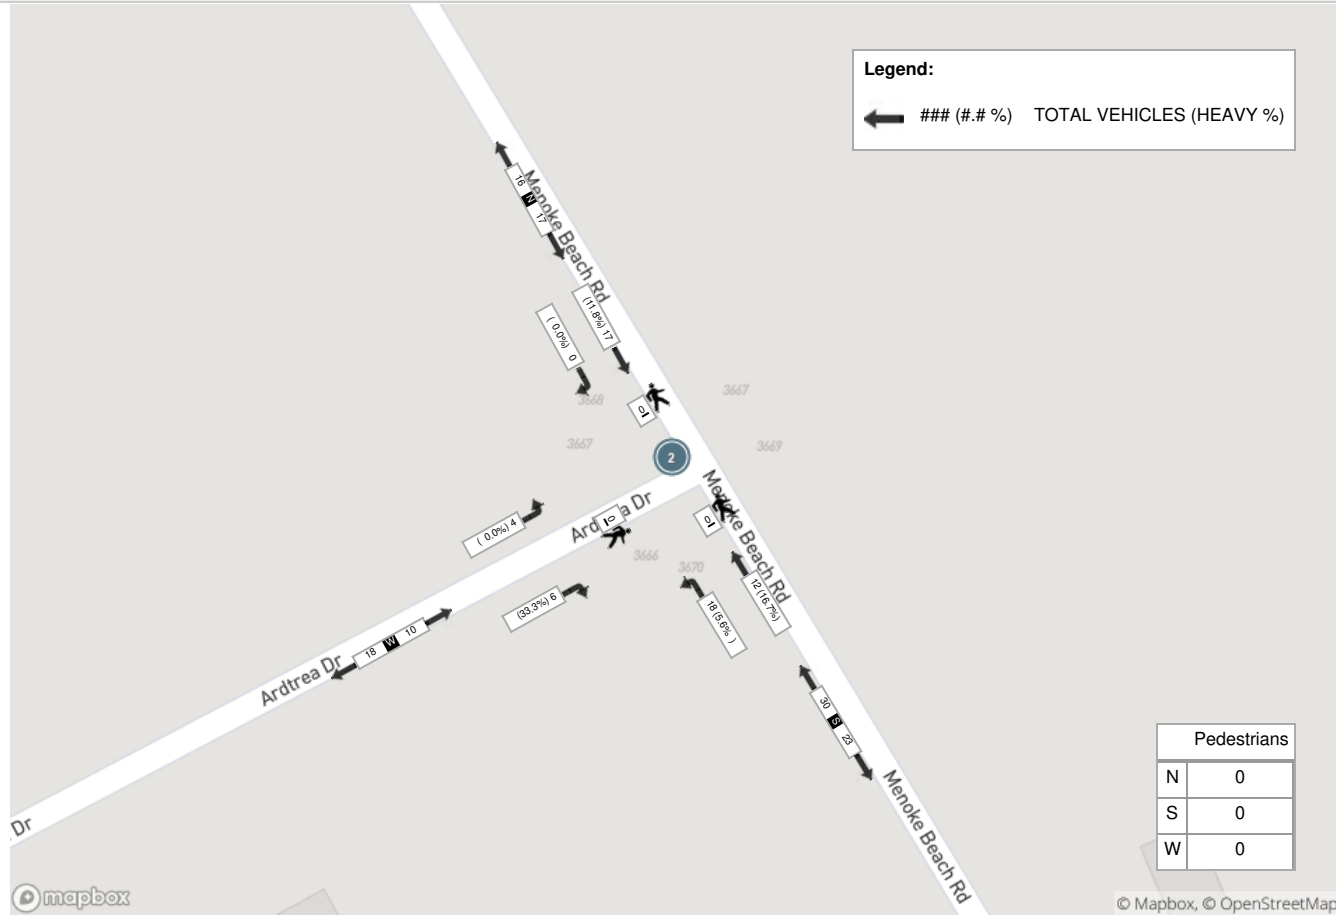 Legend:
### (#.# %) TOTAL VEHICLES (HEAVY %)
16 N 17
Menoke Beach Rd
(11.8%) 17
( 0.0%) 0
0
3668
3667
3667
3669
2
Ardtrea Dr
0
Menoke Beach Rd
0
( 0.0%) 4
3666
3670
(33.3%) 6
18 (5.6% )
12 (16.7%)
18 W 10
Ardtrea Dr
30 S 23
Menoke Beach Rd
Dr
Pedestrians
N 0
S 0
W 0
mapbox
© Mapbox, © OpenStreetMap